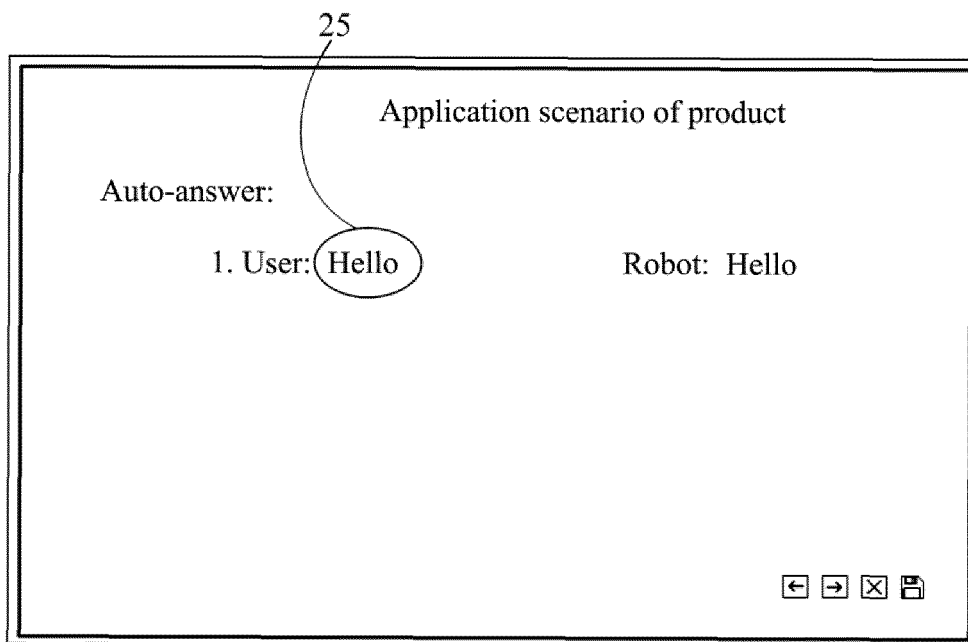 25
Application scenario of product
Auto-answer:
1. User: Hello Robot: Hello